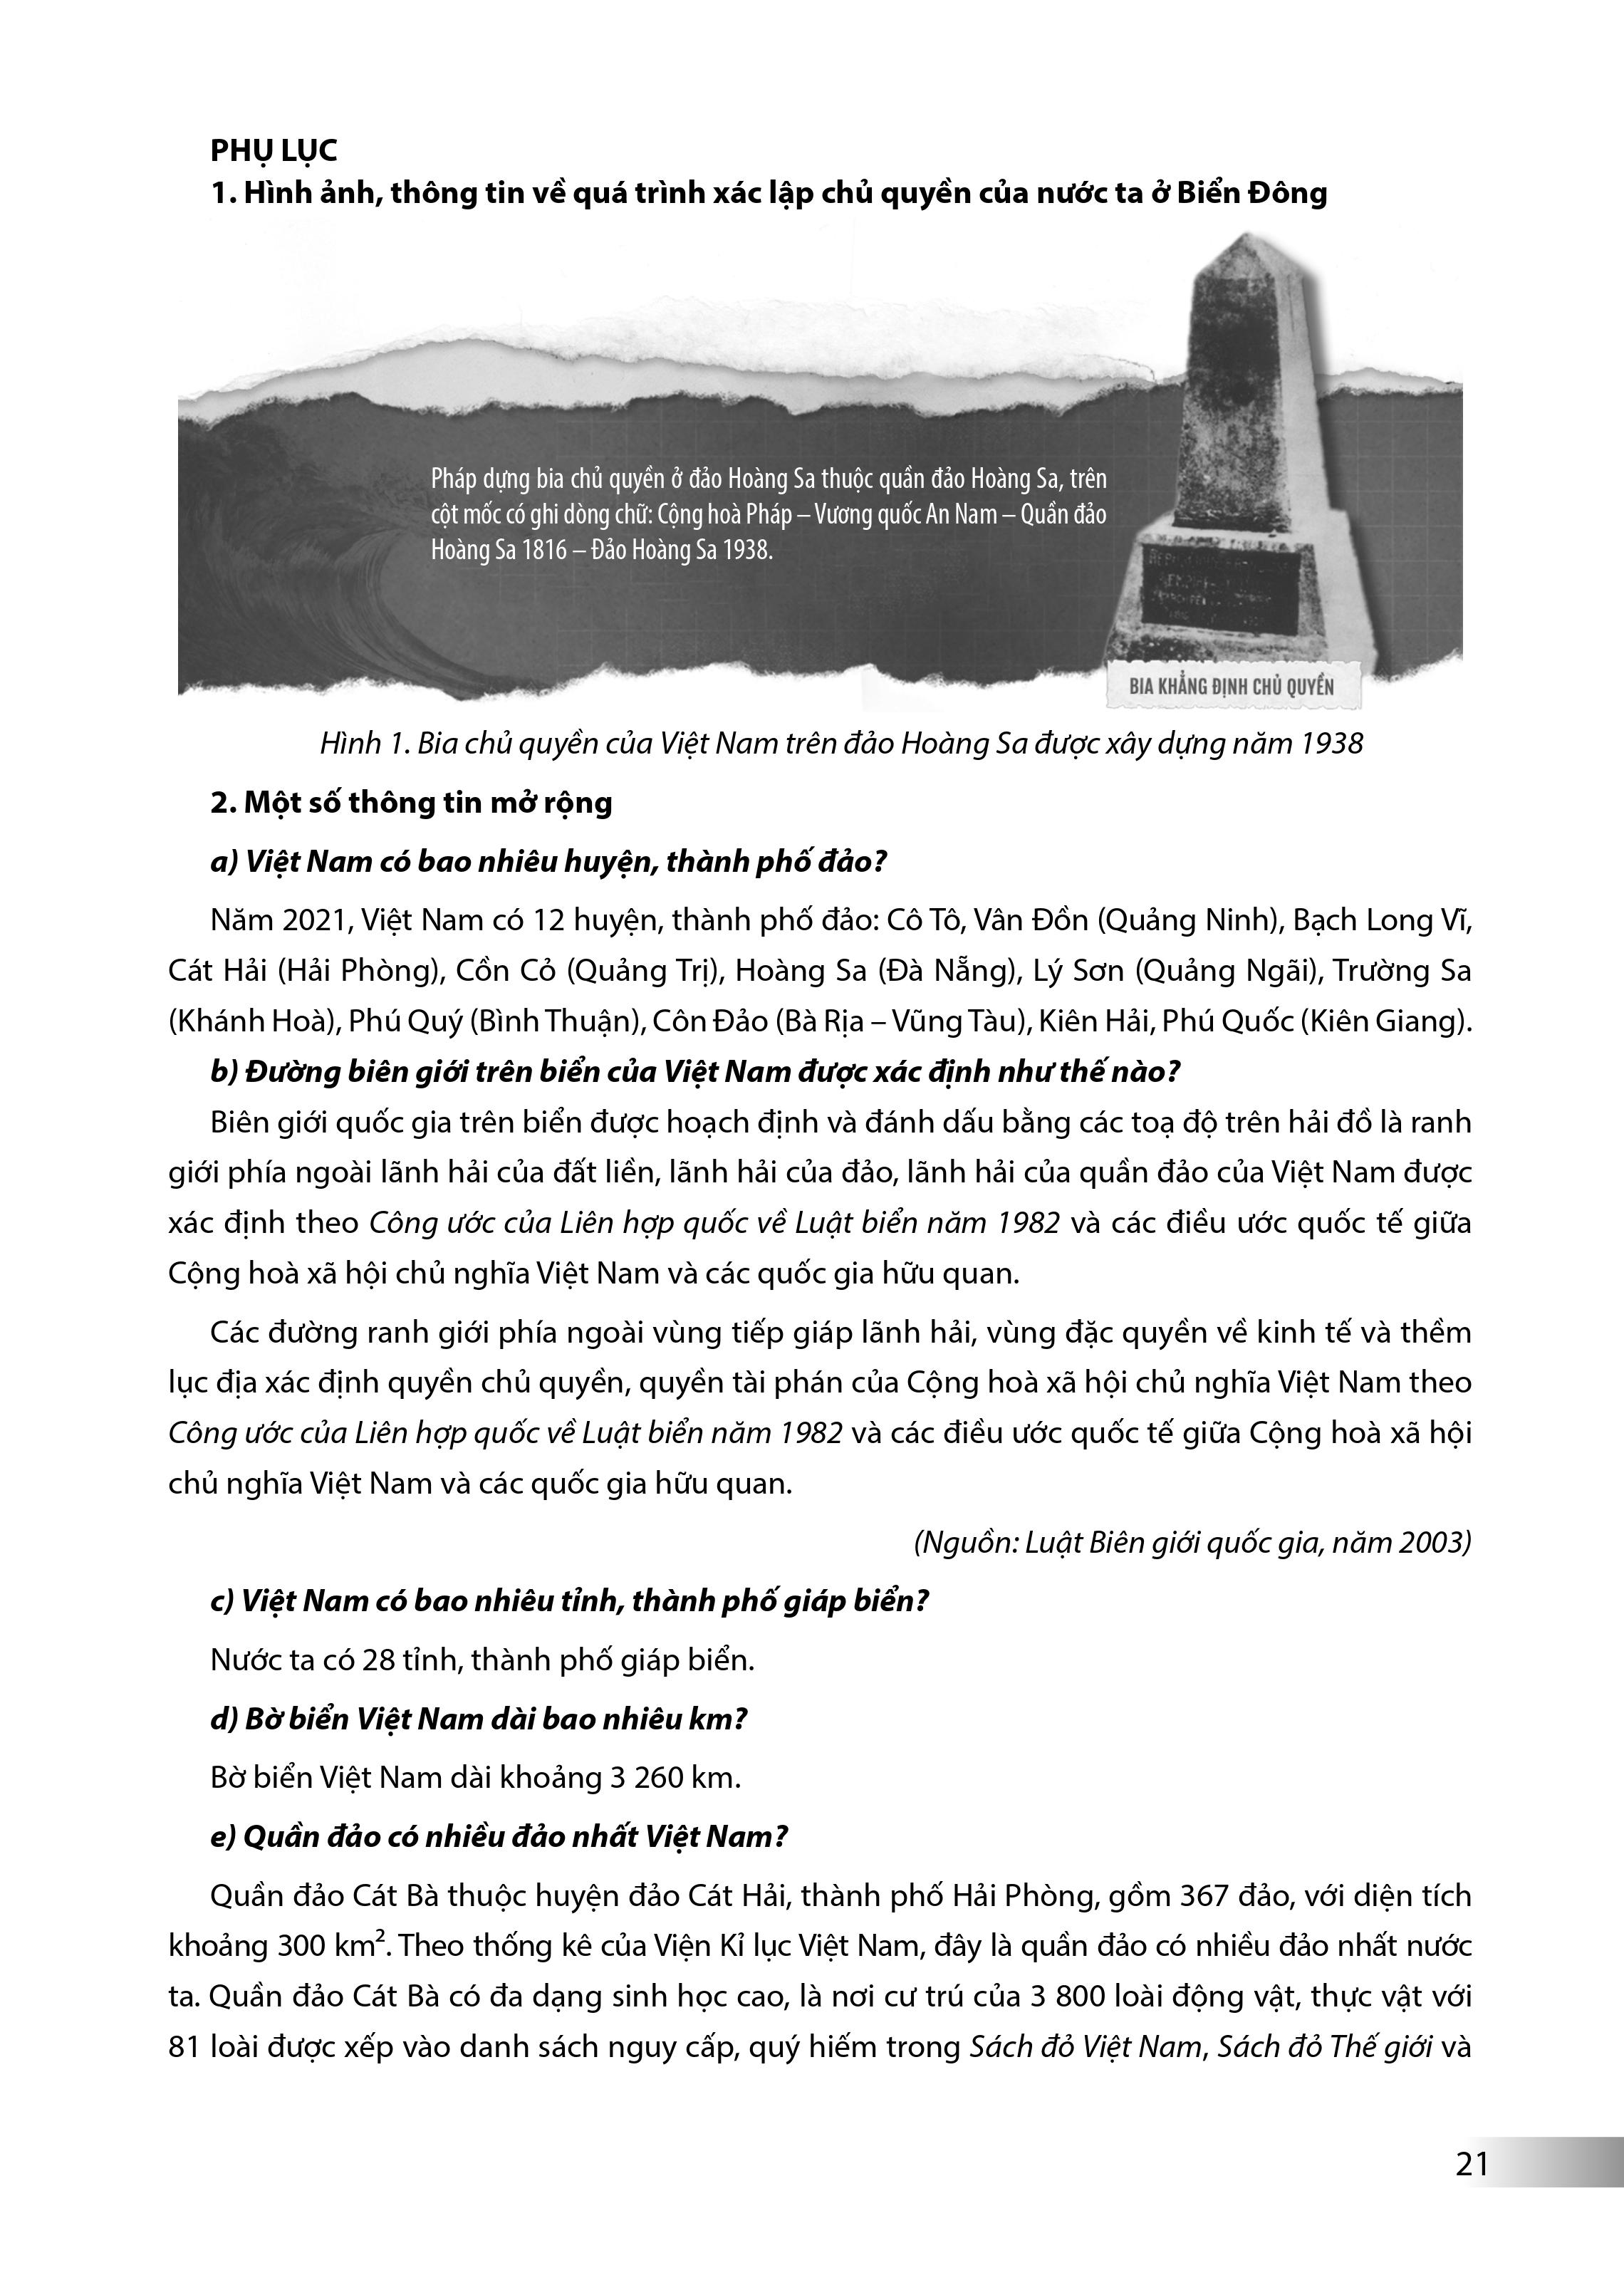 PHỤ LỤC
1. Hình ảnh, thông tin về quá trình xác lập chủ quyền của nước ta ở Biển Đông
Pháp dựng bia chủ quyền ở đảo Hoàng Sa thuộc quần đảo Hoàng Sa, trên
cột mốc có ghi dòng chữ: Cộng hoà Pháp – Vương quốc An Nam – Quần đảo
Hoàng Sa 1816 – Đảo Hoàng Sa 1938.
BIA KHẲNG ĐỊNH CHỦ QUYỀN
Hình 1. Bia chủ quyền của Việt Nam trên đảo Hoàng Sa được xây dựng năm 1938
2. Một số thông tin mở rộng
a) Việt Nam có bao nhiêu huyện, thành phố đảo?
Năm 2021, Việt Nam có 12 huyện, thành phố đảo: Cô Tô, Vân Đồn (Quảng Ninh), Bạch Long Vĩ,
Cát Hải (Hải Phòng), Cồn Cỏ (Quảng Trị), Hoàng Sa (Đà Nẵng), Lý Sơn (Quảng Ngãi), Trường Sa
(Khánh Hoà), Phú Quý (Bình Thuận), Côn Đảo (Bà Rịa – Vũng Tàu), Kiên Hải, Phú Quốc (Kiên Giang).
b) Đường biên giới trên biển của Việt Nam được xác định như thế nào?
Biên giới quốc gia trên biển được hoạch định và đánh dấu bằng các toạ độ trên hải đồ là ranh
giới phía ngoài lãnh hải của đất liền, lãnh hải của đảo, lãnh hải của quần đảo của Việt Nam được
xác định theo Công ước của Liên hợp quốc về Luật biển năm 1982 và các điều ước quốc tế giữa
Cộng hoà xã hội chủ nghĩa Việt Nam và các quốc gia hữu quan.
Các đường ranh giới phía ngoài vùng tiếp giáp lãnh hải, vùng đặc quyền về kinh tế và thềm
lục địa xác định quyền chủ quyền, quyền tài phán của Cộng hoà xã hội chủ nghĩa Việt Nam theo
Công ước của Liên hợp quốc về Luật biển năm 1982 và các điều ước quốc tế giữa Cộng hoà xã hội
chủ nghĩa Việt Nam và các quốc gia hữu quan.
(Nguồn: Luật Biên giới quốc gia, năm 2003)
c) Việt Nam có bao nhiêu tỉnh, thành phố giáp biển?
Nước ta có 28 tỉnh, thành phố giáp biển.
d) Bờ biển Việt Nam dài bao nhiêu km?
Bờ biển Việt Nam dài khoảng 3 260 km.
e) Quần đảo có nhiều đảo nhất Việt Nam?
Quần đảo Cát Bà thuộc huyện đảo Cát Hải, thành phố Hải Phòng, gồm 367 đảo, với diện tích
khoảng 300 km². Theo thống kê của Viện Kỉ lục Việt Nam, đây là quần đảo có nhiều đảo nhất nước
ta. Quần đảo Cát Bà có đa dạng sinh học cao, là nơi cư trú của 3 800 loài động vật, thực vật với
81 loài được xếp vào danh sách nguy cấp, quý hiếm trong Sách đỏ Việt Nam, Sách đỏ Thế giới và
21